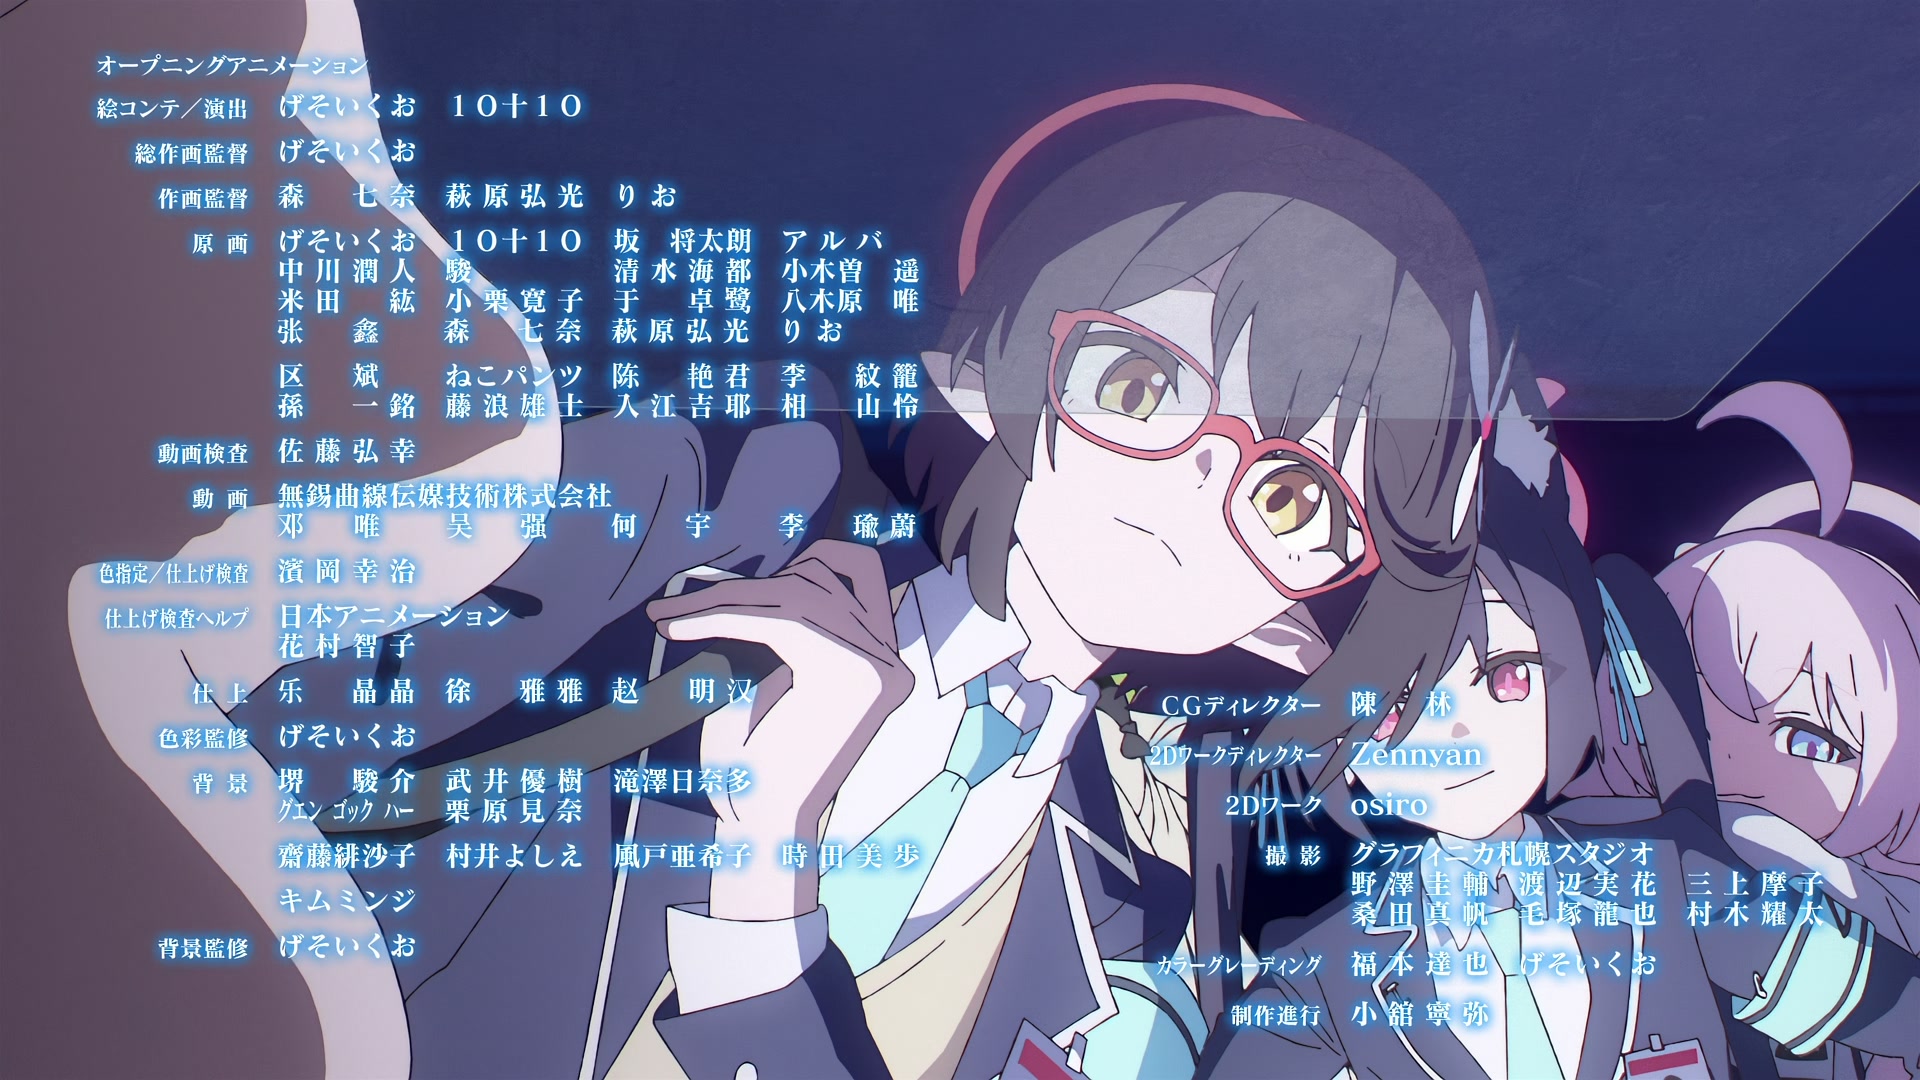 オープニングアニメーション
絵コンテ／演出 げそいくお 10十10
総作画監督 げそいくお
作画監督 森 七奈 萩原弘光 りお
原画 げそいくお 10十10 坂 将太朗 アルバ
中川潤人 駿 清水海都 小木曽 遥
米田 紘 小栗寛子 于 卓鹭 八木原 唯
张 鑫 森 七奈 萩原弘光 りお
区 斌 ねこパンツ 陈 艳君 李 紋籠
孫 一銘 藤浪雄士 入江吉耶 相 山怜
動画検査 佐藤弘幸
動画 無錫曲線伝媒技術株式会社
邓 唯 吴 强 何 宇 李 瑜蔚
色指定／仕上げ検査 濱岡幸治
仕上げ検査ヘルプ 日本アニメーション
花村智子
仕上 乐 晶晶 徐 雅雅 赵 明汉
色彩監修 げそいくお
背景 堺 駿介 武井優樹 滝澤日奈多
グエン ゴック ハー 栗原見奈
齋藤緋沙子 村井よしえ 風戸亜希子 時田美歩
キムミンジ
背景監修 げそいくお
CGディレクター 陳 林
2Dワークディレクター Zennyan
2Dワーク osiro
撮影 グラフィニカ札幌スタジオ
野澤圭輔 渡辺実花 三上摩子
桑田真帆 毛塚龍也 村木耀太
カラーグレーディング 福本達也 げそいくお
制作進行 小舘寧弥